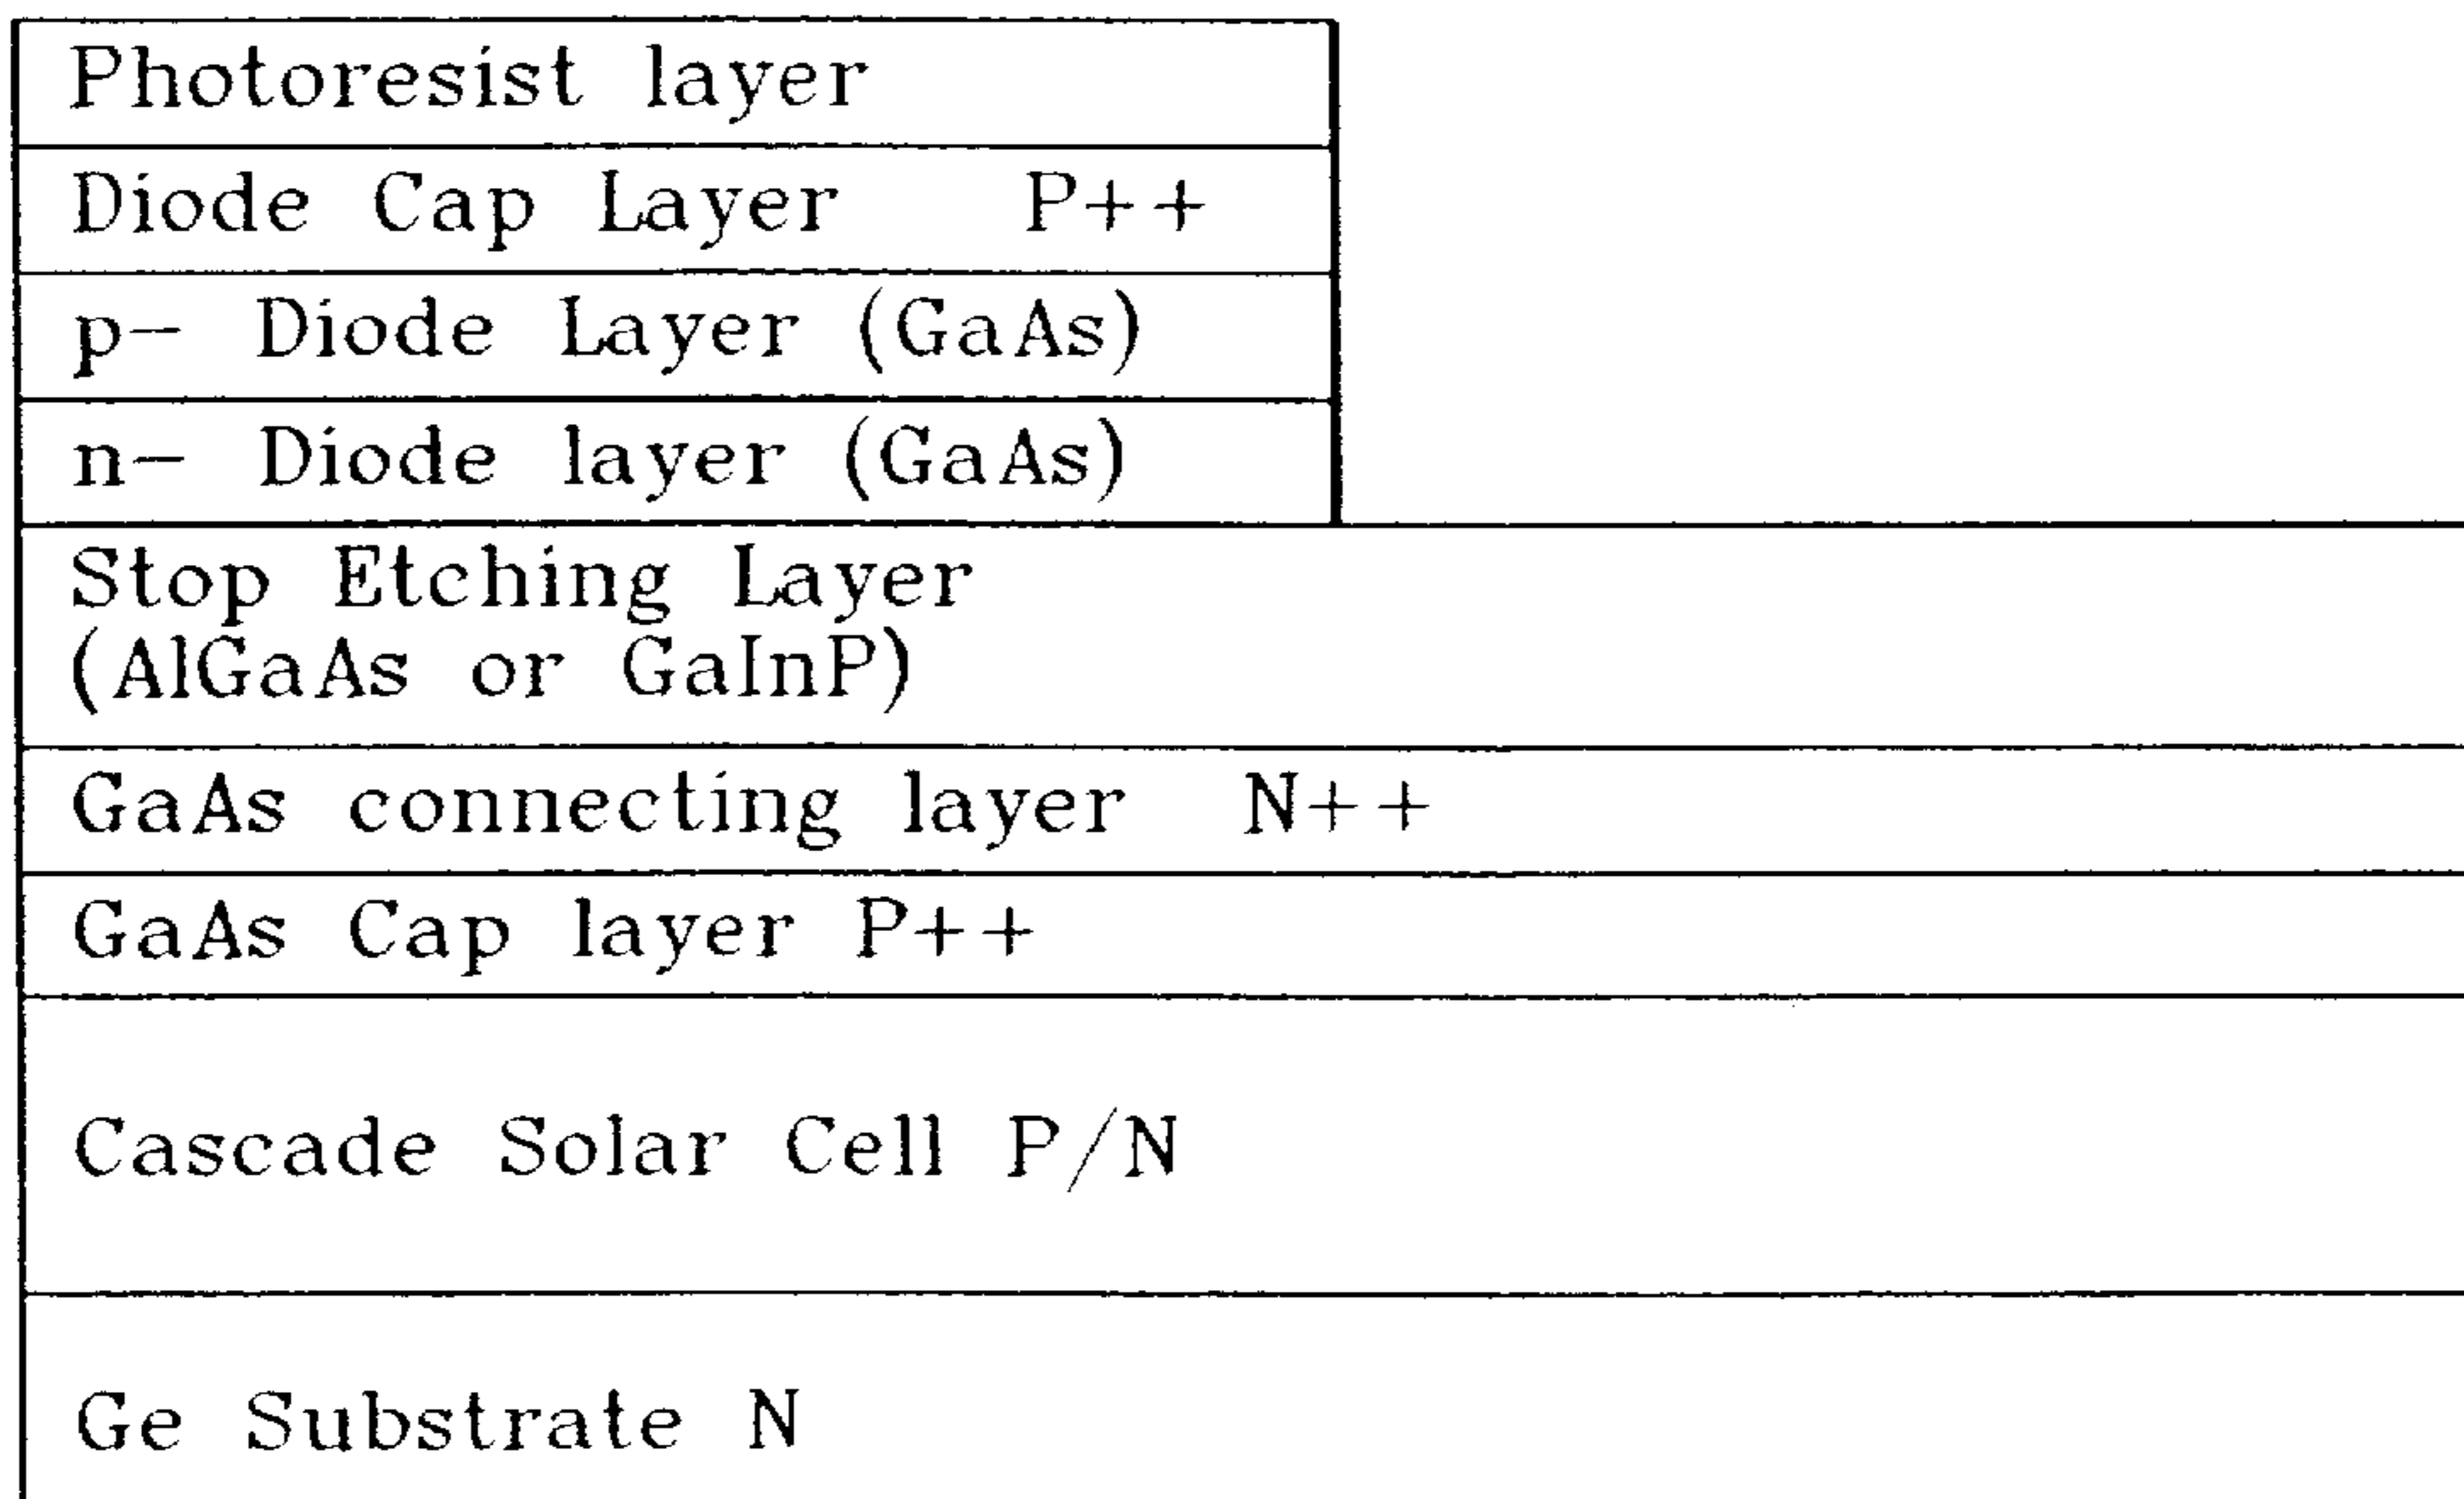 Photoresist layer
Diode Cap Layer P++
p- Diode Layer (GaAs)
n- Diode layer (GaAs)
Stop Etching Layer
(AlGaAs or GaInP)
GaAs connecting layer N++
GaAs Cap layer P++
Cascade Solar Cell P/N
Ge Substrate N